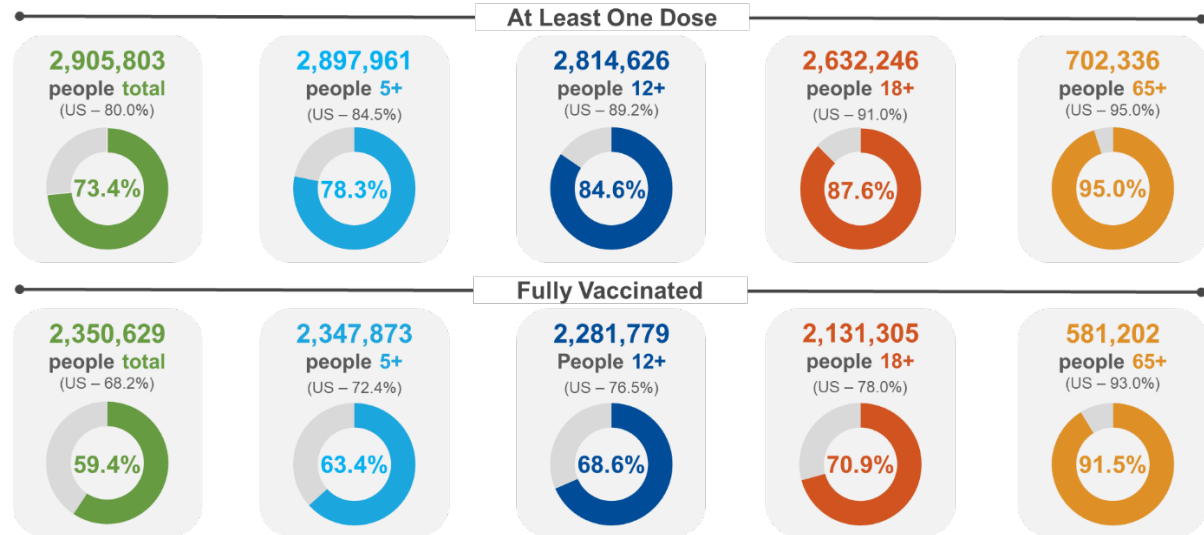 At Least One Dose
2,905,803
people total
(US – 80.0%)
73.4%
2,897,961
people 5+
(US – 84.5%)
78.3%
2,814,626
people 12+
(US – 89.2%)
84.6%
2,632,246
people 18+
(US – 91.0%)
87.6%
702,336
people 65+
(US – 95.0%)
95.0%
Fully Vaccinated
2,350,629
people total
(US – 68.2%)
59.4%
2,347,873
people 5+
(US – 72.4%)
63.4%
2,281,779
People 12+
(US – 76.5%)
68.6%
2,131,305
people 18+
(US – 78.0%)
70.9%
581,202
people 65+
(US – 93.0%)
91.5%